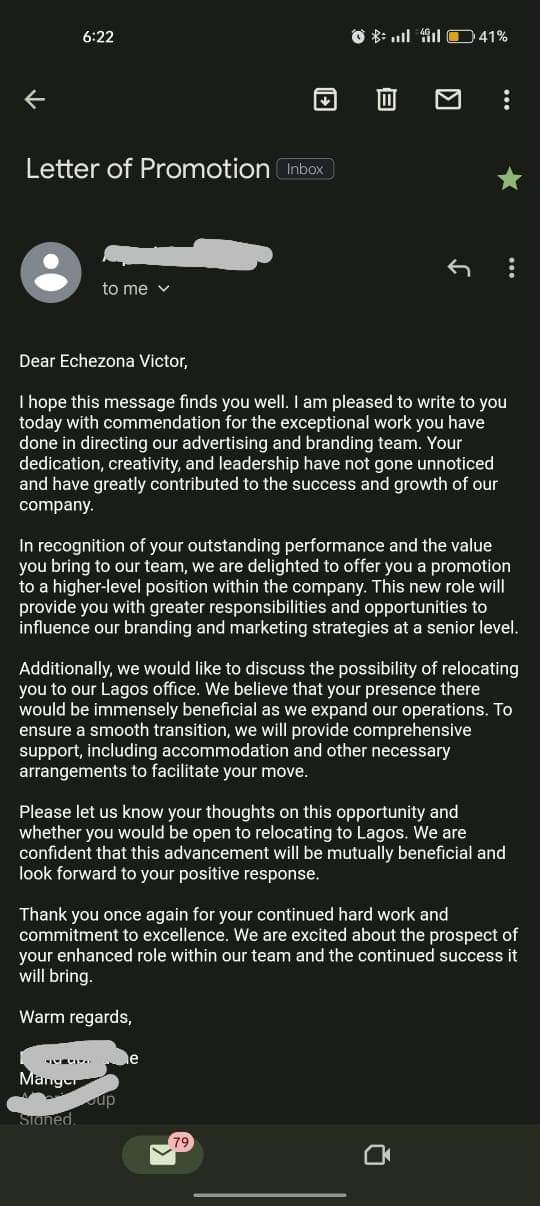 6:22
4G
41%
Letter of Promotion Inbox
to me
Dear Echezona Victor,
I hope this message finds you well. I am pleased to write to you
today with commendation for the exceptional work you have
done in directing our advertising and branding team. Your
dedication, creativity, and leadership have not gone unnoticed
and have greatly contributed to the success and growth of our
company.
In recognition of your outstanding performance and the value
you bring to our team, we are delighted to offer you a promotion
to a higher-level position within the company. This new role will
provide you with greater responsibilities and opportunities to
influence our branding and marketing strategies at a senior level.
Additionally, we would like to discuss the possibility of relocating
you to our Lagos office. We believe that your presence there
would be immensely beneficial as we expand our operations. To
ensure a smooth transition, we will provide comprehensive
support, including accommodation and other necessary
arrangements to facilitate your move.
Please let us know your thoughts on this opportunity and
whether you would be open to relocating to Lagos. We are
confident that this advancement will be mutually beneficial and
look forward to your positive response.
Thank you once again for your continued hard work and
commitment to excellence. We are excited about the prospect of
your enhanced role within our team and the continued success it
will bring.
Warm regards,
Manger
Signed.
79